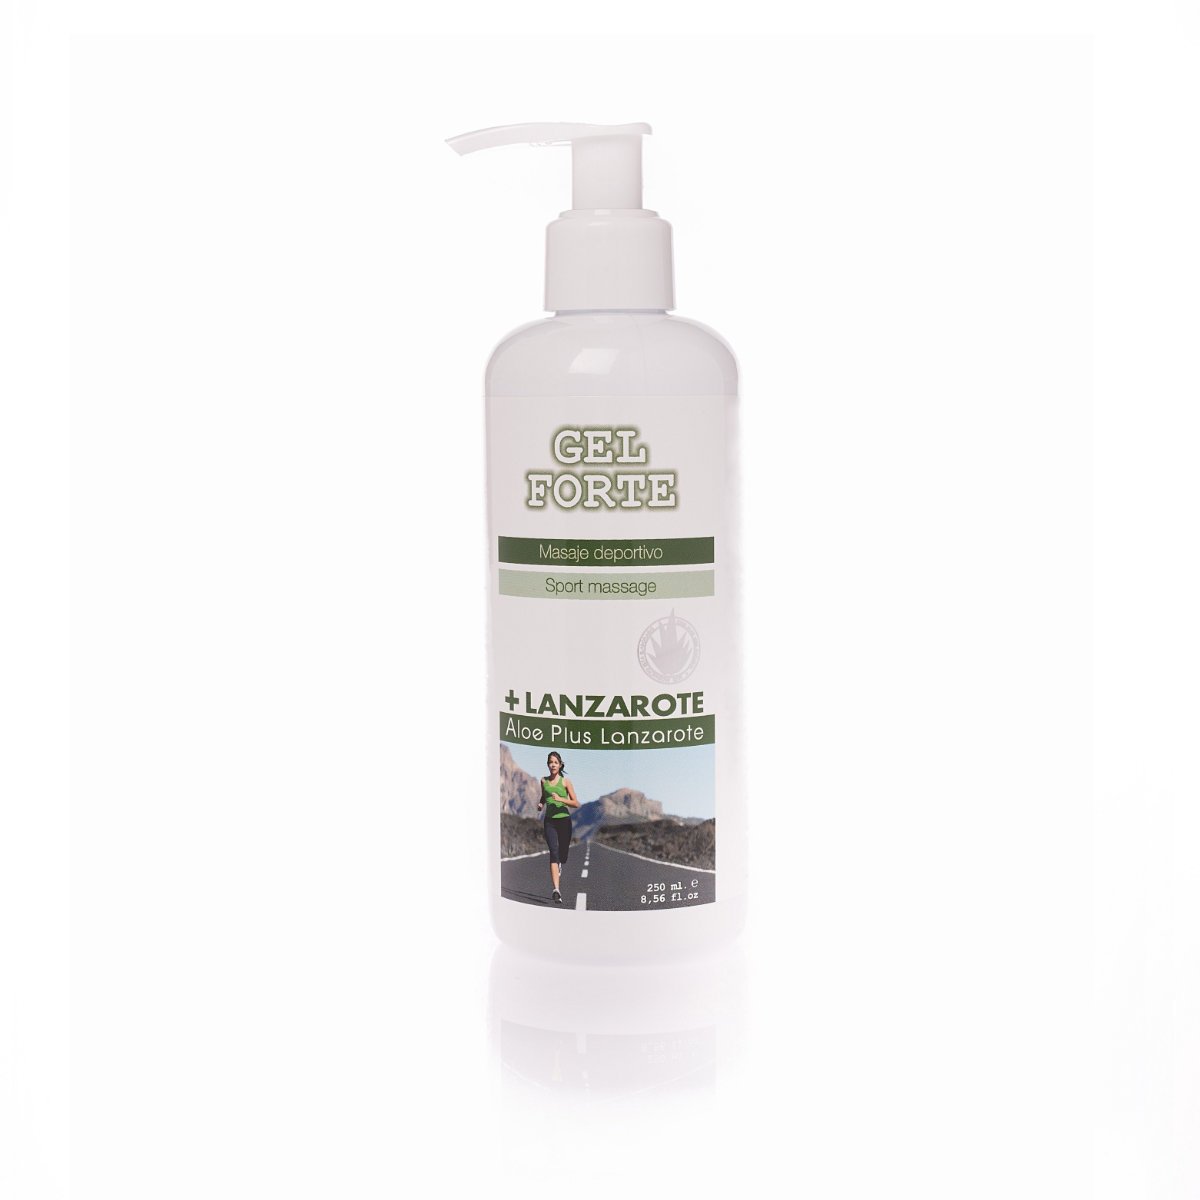 GEL
FORTE
Masaje deportivo
Sport massage
+ LANZAROTE
Aloe Plus Lanzarote
250 ml. ℮
8,56 fl.oz